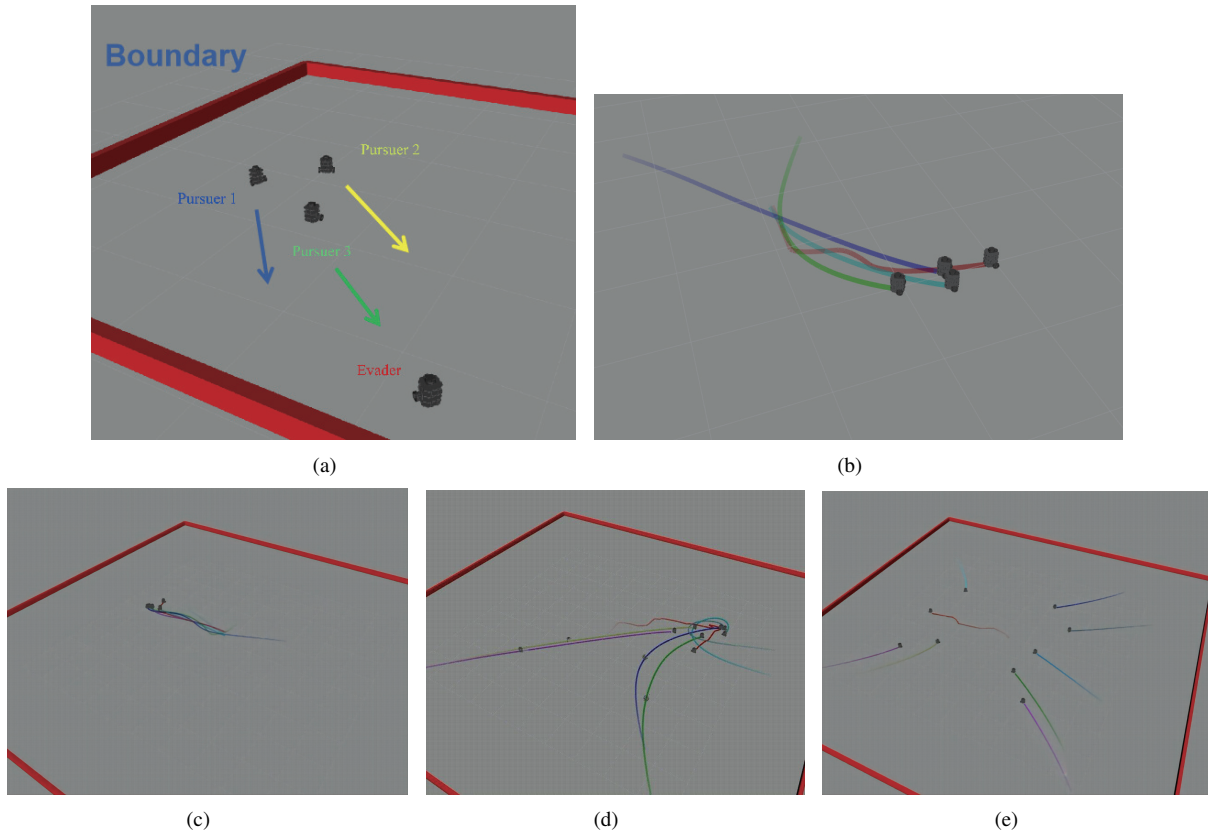 Boundary
Pursuer 2
Pursuer 1
Pursuer 3
Evader
(a)
(b)
(c)
(d)
(e)